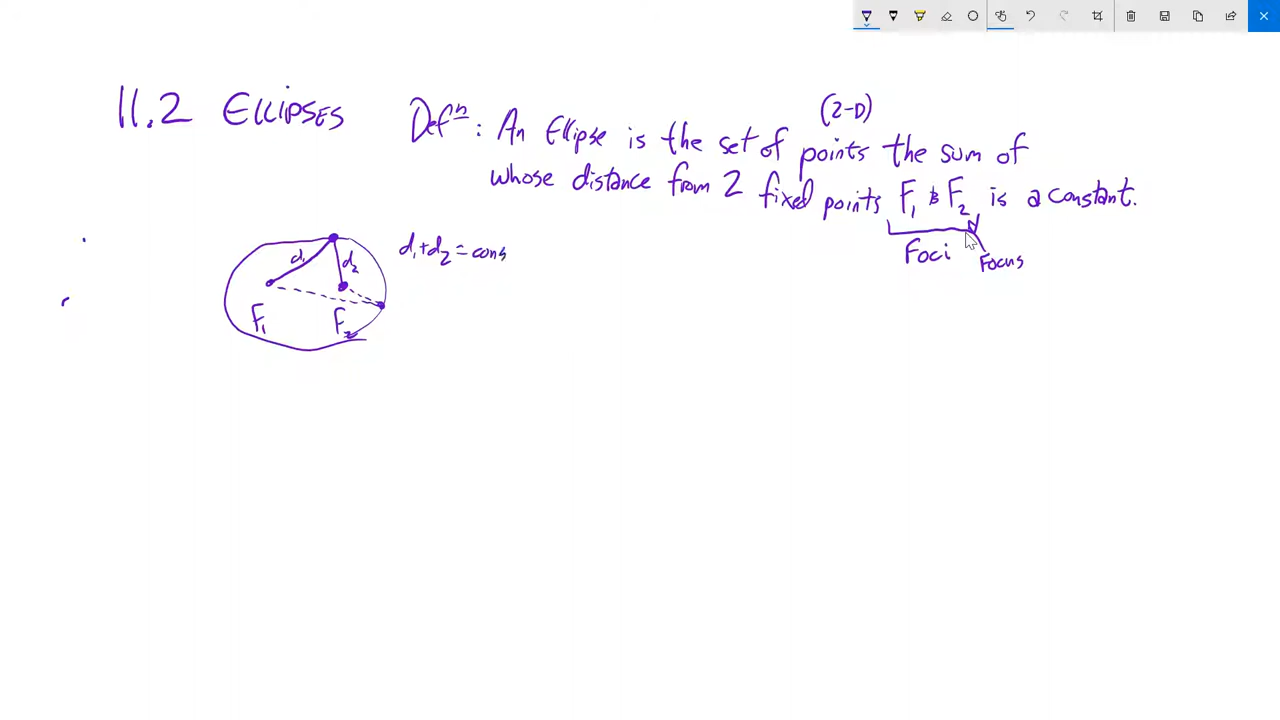 11.2 Ellipses
(2-D)
Defⁿ: An Ellipse is the set of points the sum of
whose distance from 2 fixed points F₁ & F₂ is a constant.
Foci
Focus
d₁+d₂ = cons
d₁
d₂
F₁
F₂